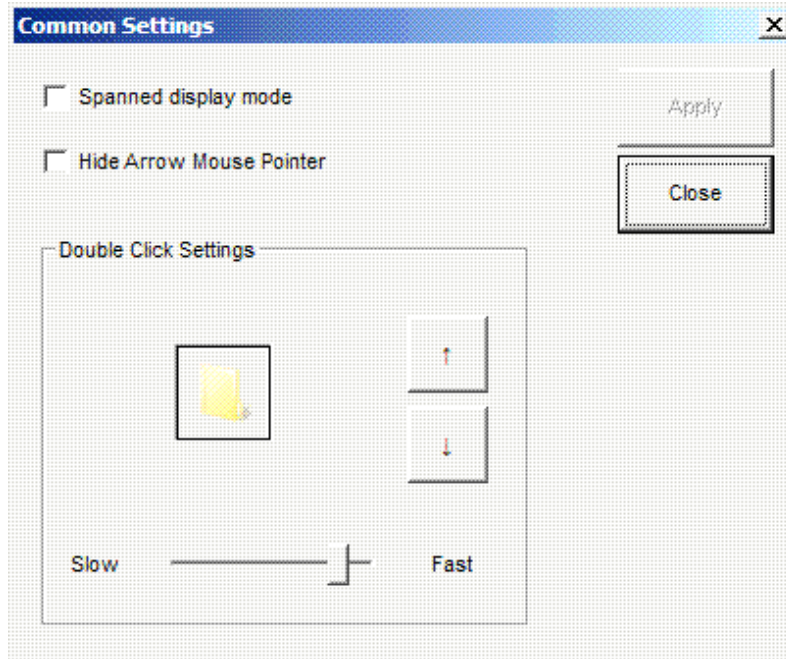 Common Settings
Spanned display mode
Apply
Hide Arrow Mouse Pointer
Close
Double Click Settings
↑
↓
Slow
Fast